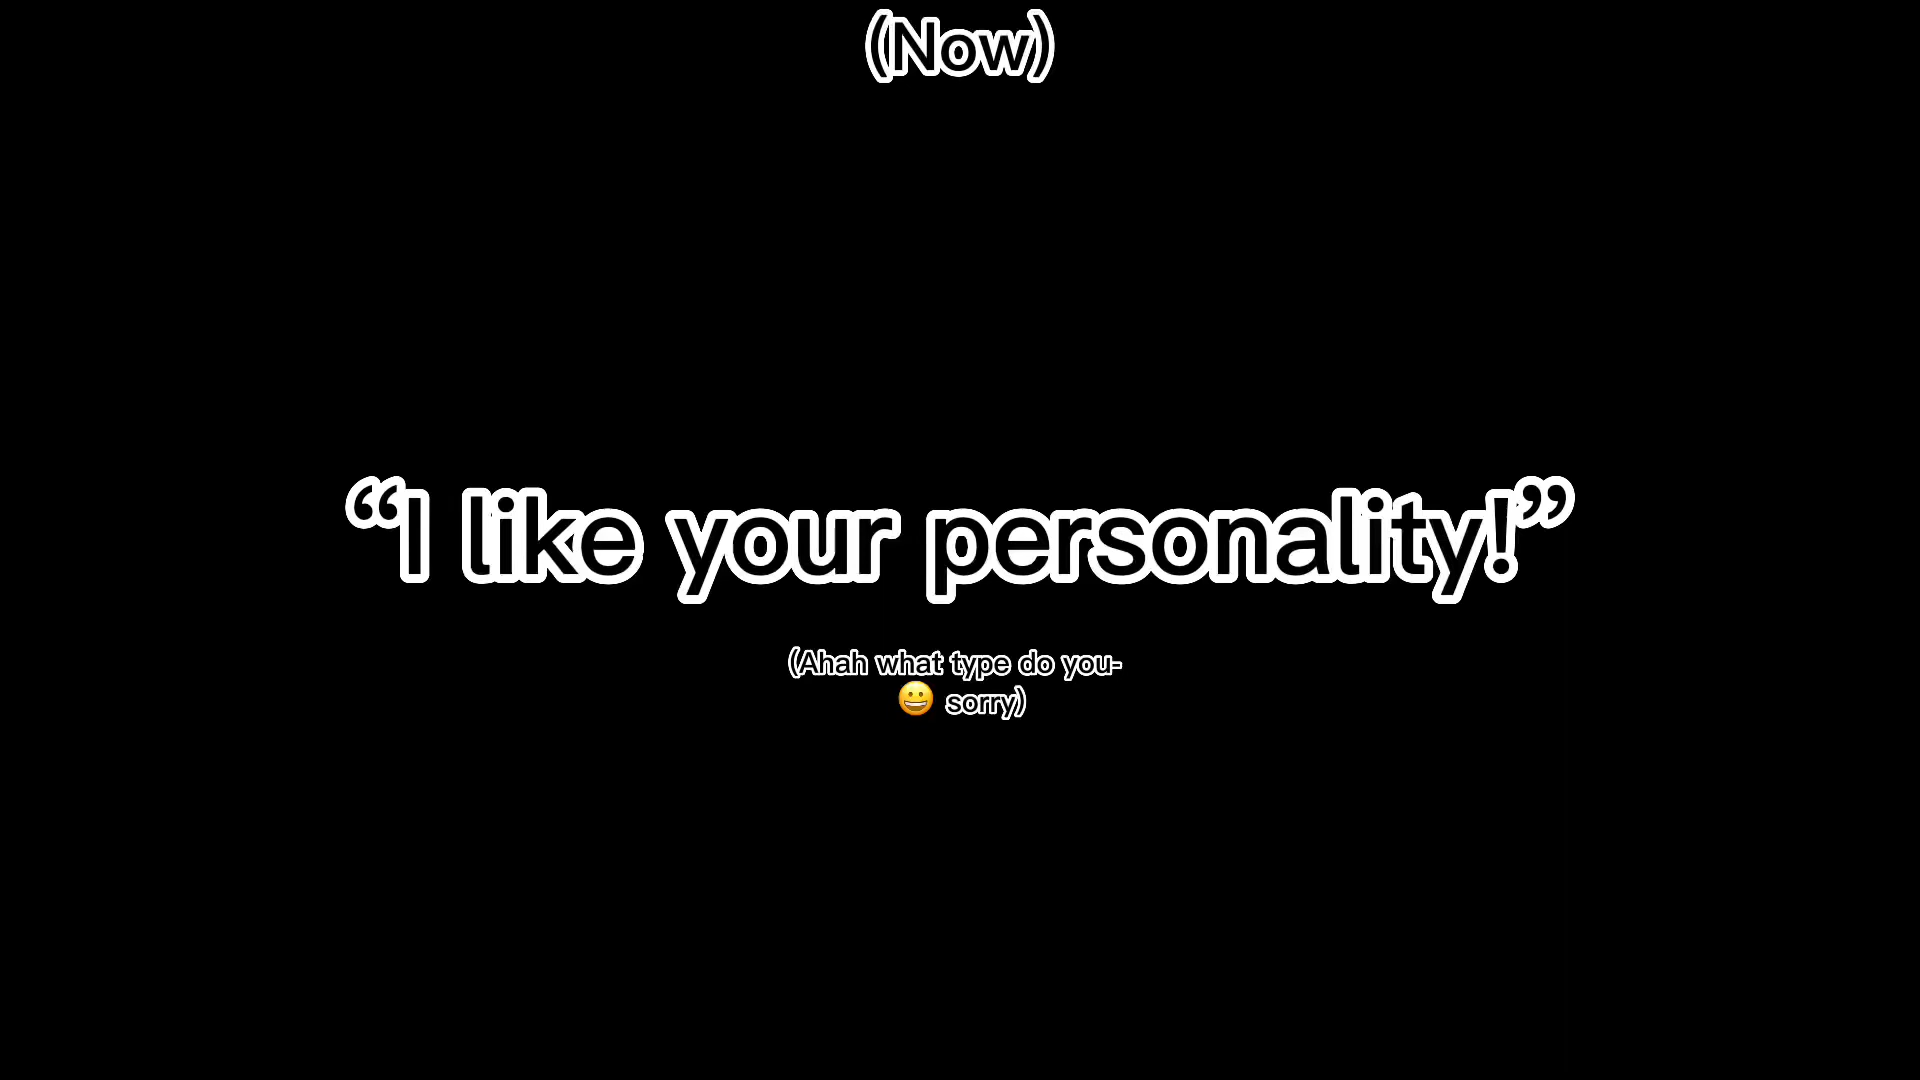 (Now)
“I like your personality!”
(Ahah what type do you-
😀 sorry)